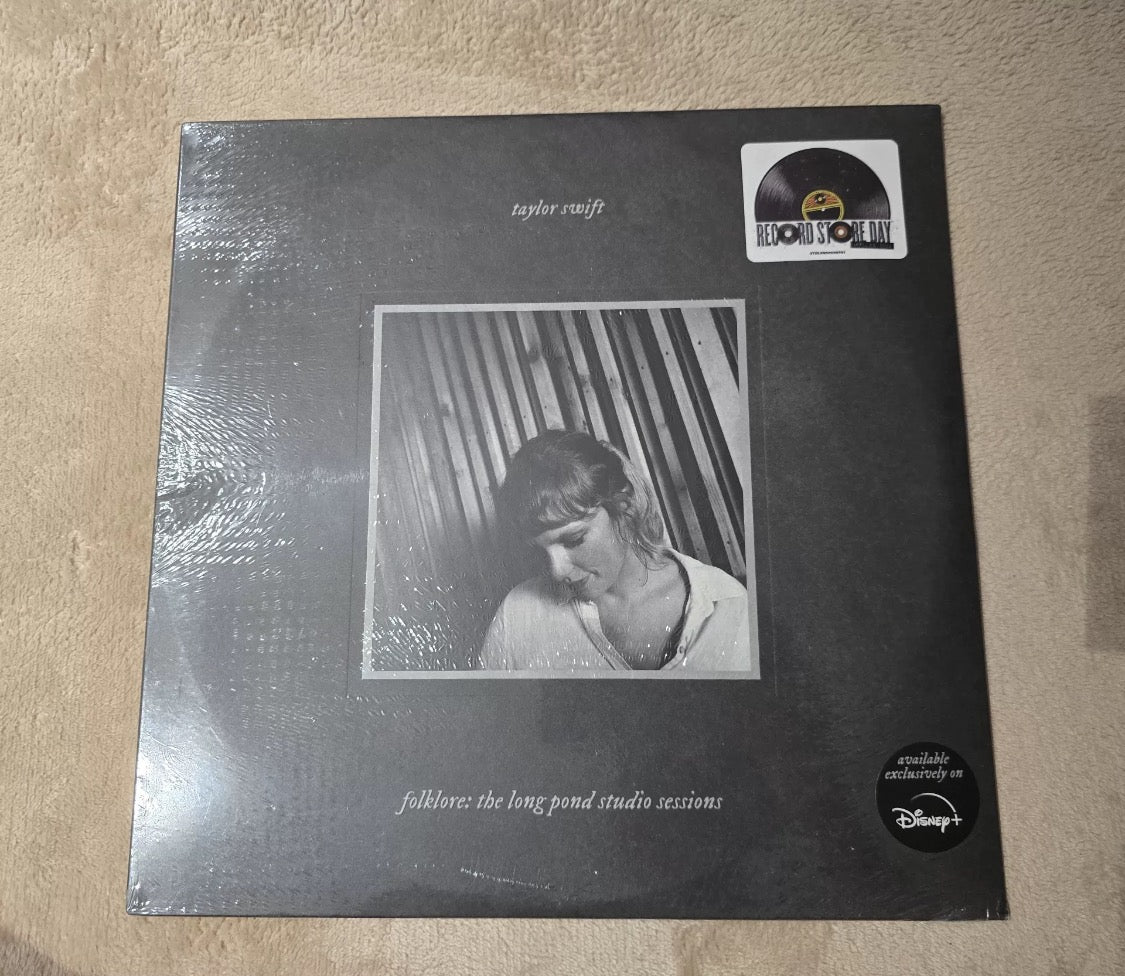 taylor swift
RECORD STORE DAY
folklore: the long pond studio sessions
available
exclusively on
Disney+